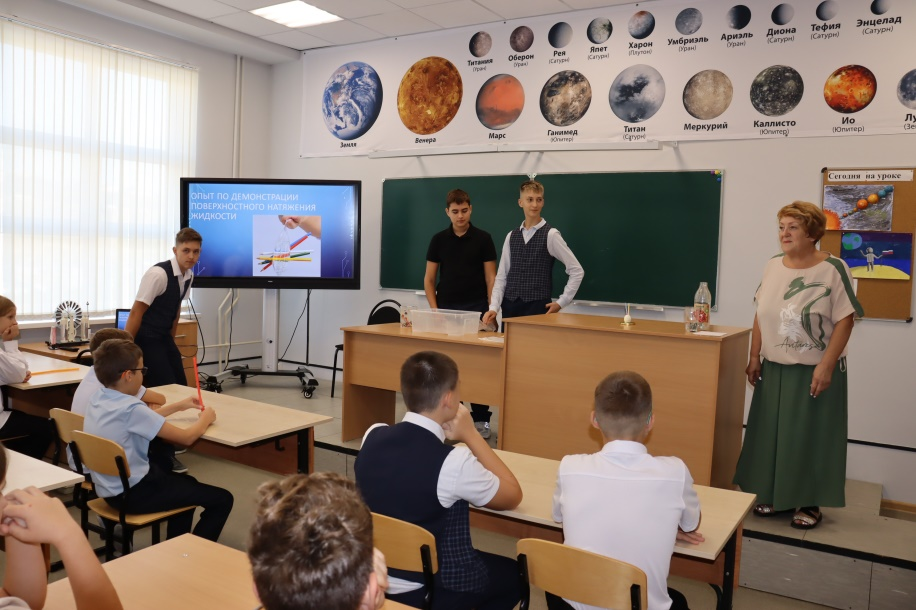 Титания
(Уран)
Оберон
(Уран)
Рея
(Сатурн)
Япет
(Сатурн)
Харон
(Плутон)
Умбриэль
(Уран)
Ариэль
(Уран)
Диона
(Сатурн)
Тефия
(Сатурн)
Энцелад
(Сатурн)
Земля
Венера
Марс
Ганимед
(Юпитер)
Титан
(Сатурн)
Меркурий
Каллисто
(Юпитер)
Ио
(Юпитер)
Сегодня на уроке
ОПЫТ ПО ДЕМОНСТРАЦИИ
ПОВЕРХНОСТНОГО НАТЯЖЕНИЯ
ЖИДКОСТИ